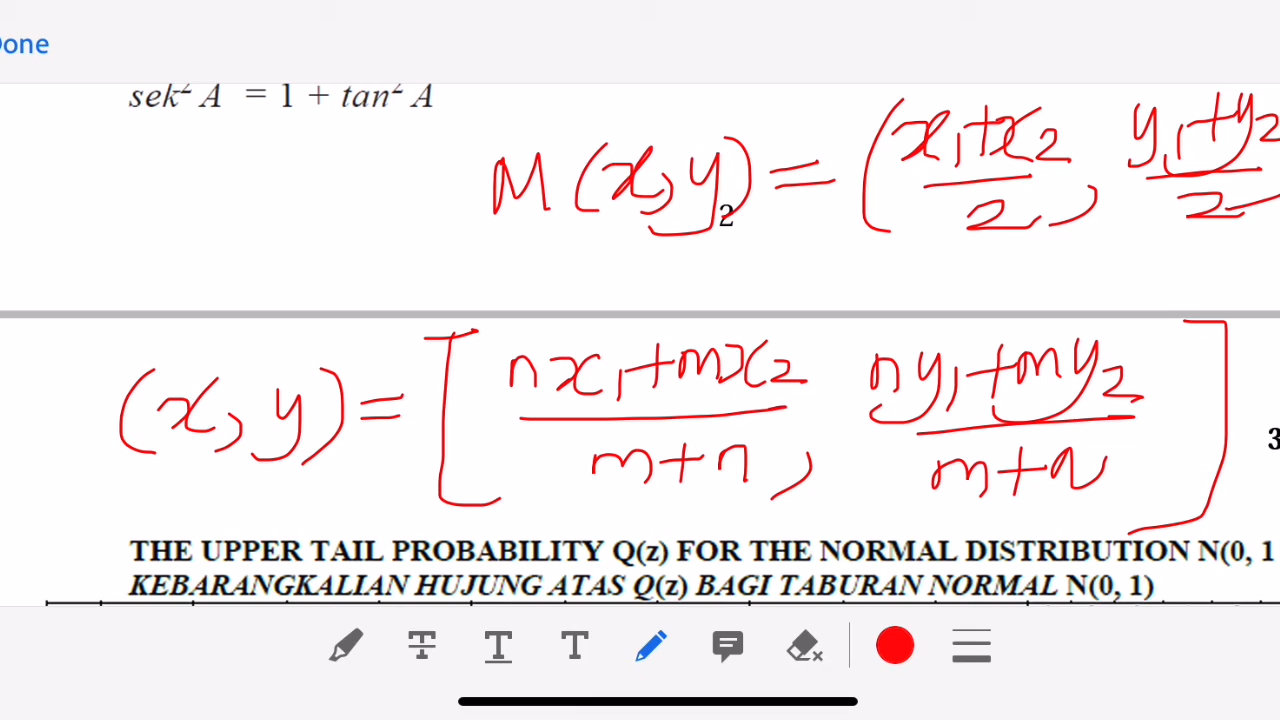 Done
sek² A = 1 + tan² A
M(x, y) = (x₁+x₂/2, y₁+y₂/2
2
(x, y) = [nx₁+mx₂/m+n, ny₁+my₂/m+n]
3
THE UPPER TAIL PROBABILITY Q(z) FOR THE NORMAL DISTRIBUTION N(0, 1
KEBARANGKALIAN HUJUNG ATAS Q(z) BAGI TABURAN NORMAL N(0, 1)
T T T